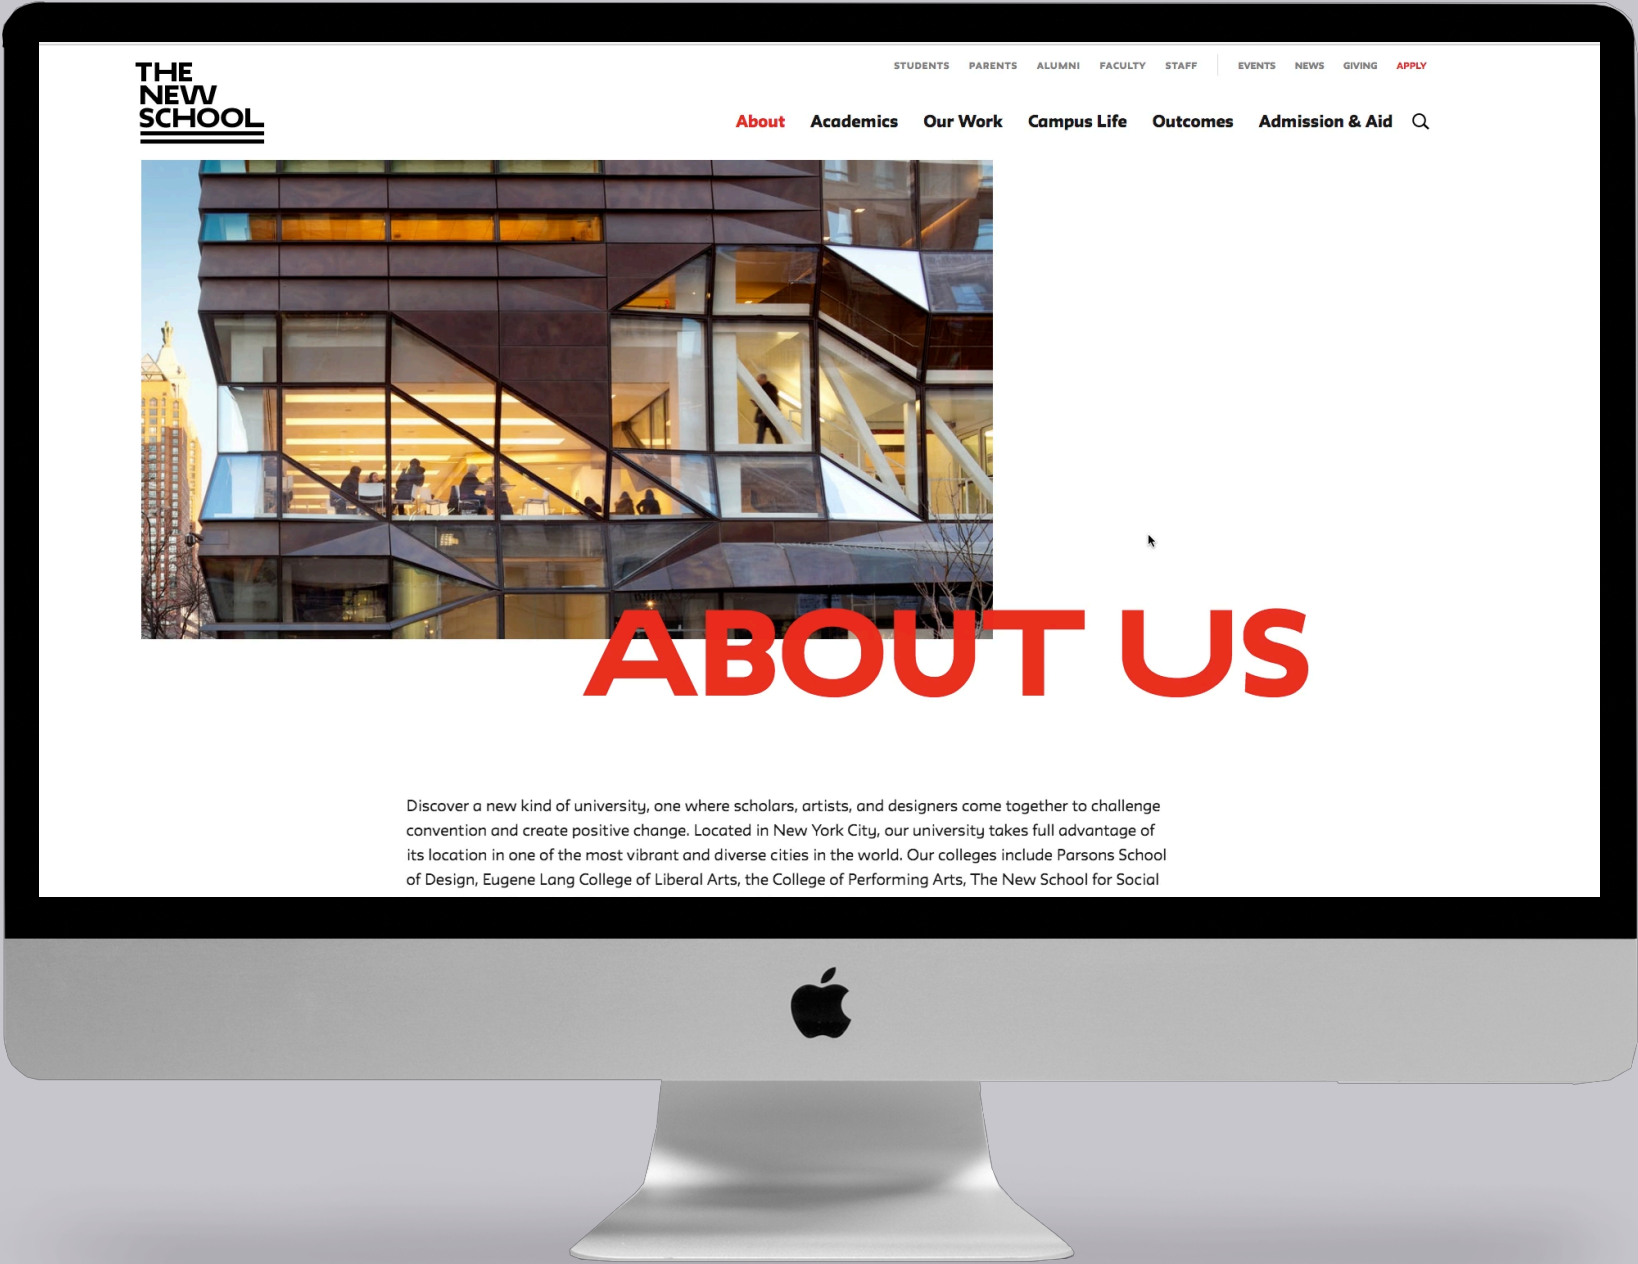 THE
NEW
SCHOOL
STUDENTS PARENTS ALUMNI FACULTY STAFF EVENTS NEWS GIVING APPLY
About Academics Our Work Campus Life Outcomes Admission & Aid
ABOUT US
Discover a new kind of university, one where scholars, artists, and designers come together to challenge
convention and create positive change. Located in New York City, our university takes full advantage of
its location in one of the most vibrant and diverse cities in the world. Our colleges include Parsons School
of Design, Eugene Lang College of Liberal Arts, the College of Performing Arts, The New School for Social